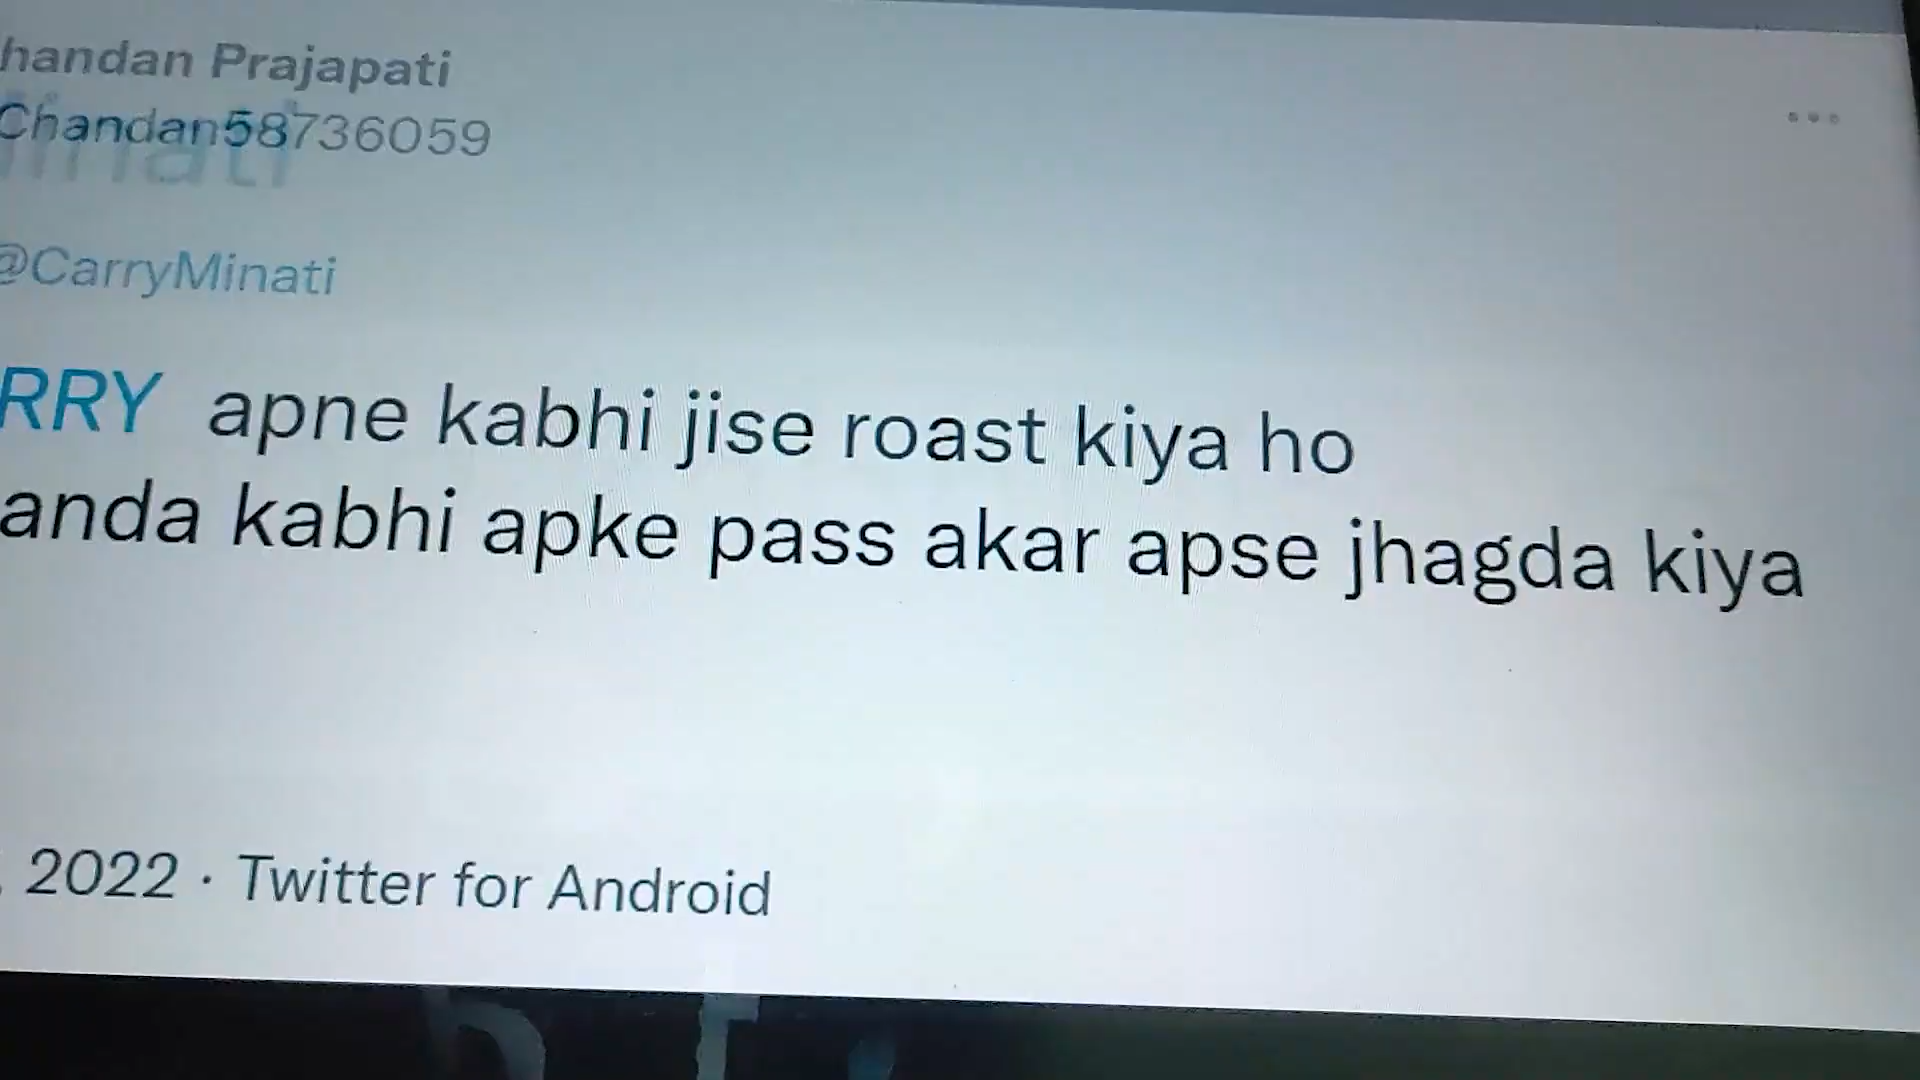 handan Prajapati
Chandan58736059
@CarryMinati
RRY apne kabhi jise roast kiya ho
anda kabhi apke pass akar apse jhagda kiya
2022 · Twitter for Android